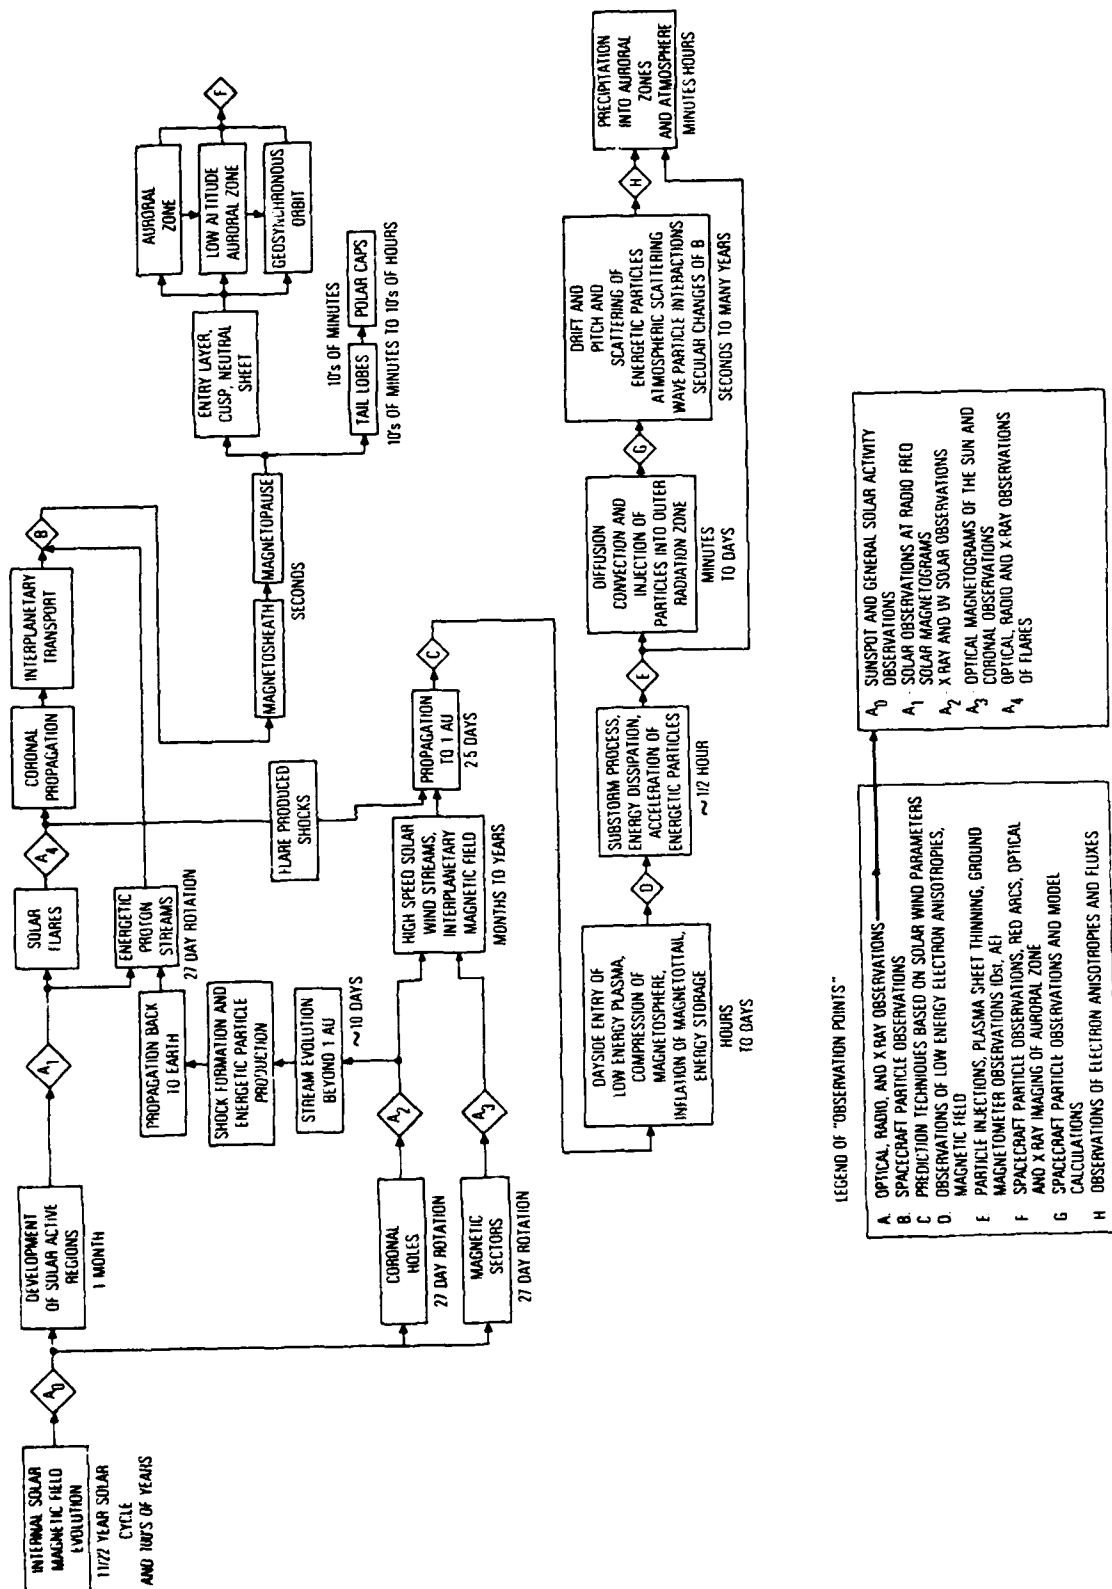 INTERNAL SOLAR
MAGNETIC FIELD
EVOLUTION
11/22 YEAR SOLAR
CYCLE
AND 100'S OF YEARS
A0
DEVELOPMENT
OF SOLAR ACTIVE
REGIONS
1 MONTH
A1
SOLAR
FLARES
A4
CORONAL
PROPAGATION
INTERPLANETARY
TRANSPORT
B
ENERGETIC
PROTON
STREAMS
27 DAY ROTATION
PROPAGATION BACK
TO EARTH
SHOCK FORMATION AND
ENERGETIC PARTICLE
PRODUCTION
STREAM EVOLUTION
BEYOND 1 AU
~10 DAYS
FLARE PRODUCED
SHOCKS
CORONAL
HOLES
27 DAY ROTATION
A2
MAGNETIC
SECTORS
27 DAY ROTATION
A3
HIGH SPEED SOLAR
WIND STREAMS,
INTERPLANETARY
MAGNETIC FIELD
MONTHS TO YEARS
PROPAGATION
TO 1 AU
2 5 DAYS
C
MAGNETOSHEATH
MAGNETOPAUSE
SECONDS
ENTRY LAYER,
CUSP, NEUTRAL
SHEET
10's OF MINUTES
TAIL LOBES
POLAR CAPS
10's OF MINUTES TO 10's OF HOURS
AURORAL
ZONE
LOW ALTITUDE
AURORAL ZONE
GEOSYNCHRONOUS
ORBIT
F
DAYSIDE ENTRY OF
LOW ENERGY PLASMA,
COMPRESSION OF
MAGNETOSPHERE,
INFLATION OF MAGNETOTTAIL,
ENERGY STORAGE
HOURS
TO DAYS
D
SUBSTORM PROCESS,
ENERGY DISSIPATION,
ACCELERATION OF
ENERGETIC PARTICLES
~ 1/2 HOUR
E
DIFFUSION
CONVECTION AND
INJECTION OF
PARTICLES INTO OUTER
RADIATION ZONE
MINUTES
TO DAYS
G
DRIFT AND
PITCH AND
SCATTERING OF
ENERGETIC PARTICLES
ATMOSPHERIC SCATTERING
WAVE PARTICLE INTERACTIONS
SECULAR CHANGES OF B
SECONDS TO MANY YEARS
H
PRECIPITATION
INTO AURORAL
ZONES
AND ATMOSPHERE
MINUTES HOURS
LEGEND OF "OBSERVATION POINTS"
A. OPTICAL, RADIO, AND X RAY OBSERVATIONS
B. SPACECRAFT PARTICLE OBSERVATIONS
C PREDICTION TECHNIQUES BASED ON SOLAR WIND PARAMETERS
D. OBSERVATIONS OF LOW ENERGY ELECTRON ANISOTROPIES,
MAGNETIC FIELD
E PARTICLE INJECTIONS, PLASMA SHEET THINNING, GROUND
MAGNETOMETER OBSERVATIONS (Dst, AE)
F SPACECRAFT PARTICLE OBSERVATIONS, RED ARCS, OPTICAL
AND X RAY IMAGING OF AURORAL ZONE
G SPACECRAFT PARTICLE OBSERVATIONS AND MODEL
CALCULATIONS
H OBSERVATIONS OF ELECTRON ANISOTROPIES AND FLUXES
A0 SUNSPOT AND GENERAL SOLAR ACTIVITY
OBSERVATIONS
A1 - SOLAR OBSERVATIONS AT RADIO FREQ
SOLAR MAGNETOGRAMS
A2 - X RAY AND UV SOLAR OBSERVATIONS
A3 - OPTICAL MAGNETOGRAMS OF THE SUN AND
CORONAL OBSERVATIONS
A4 OPTICAL, RADIO AND X-RAY OBSERVATIONS
OF FLARES